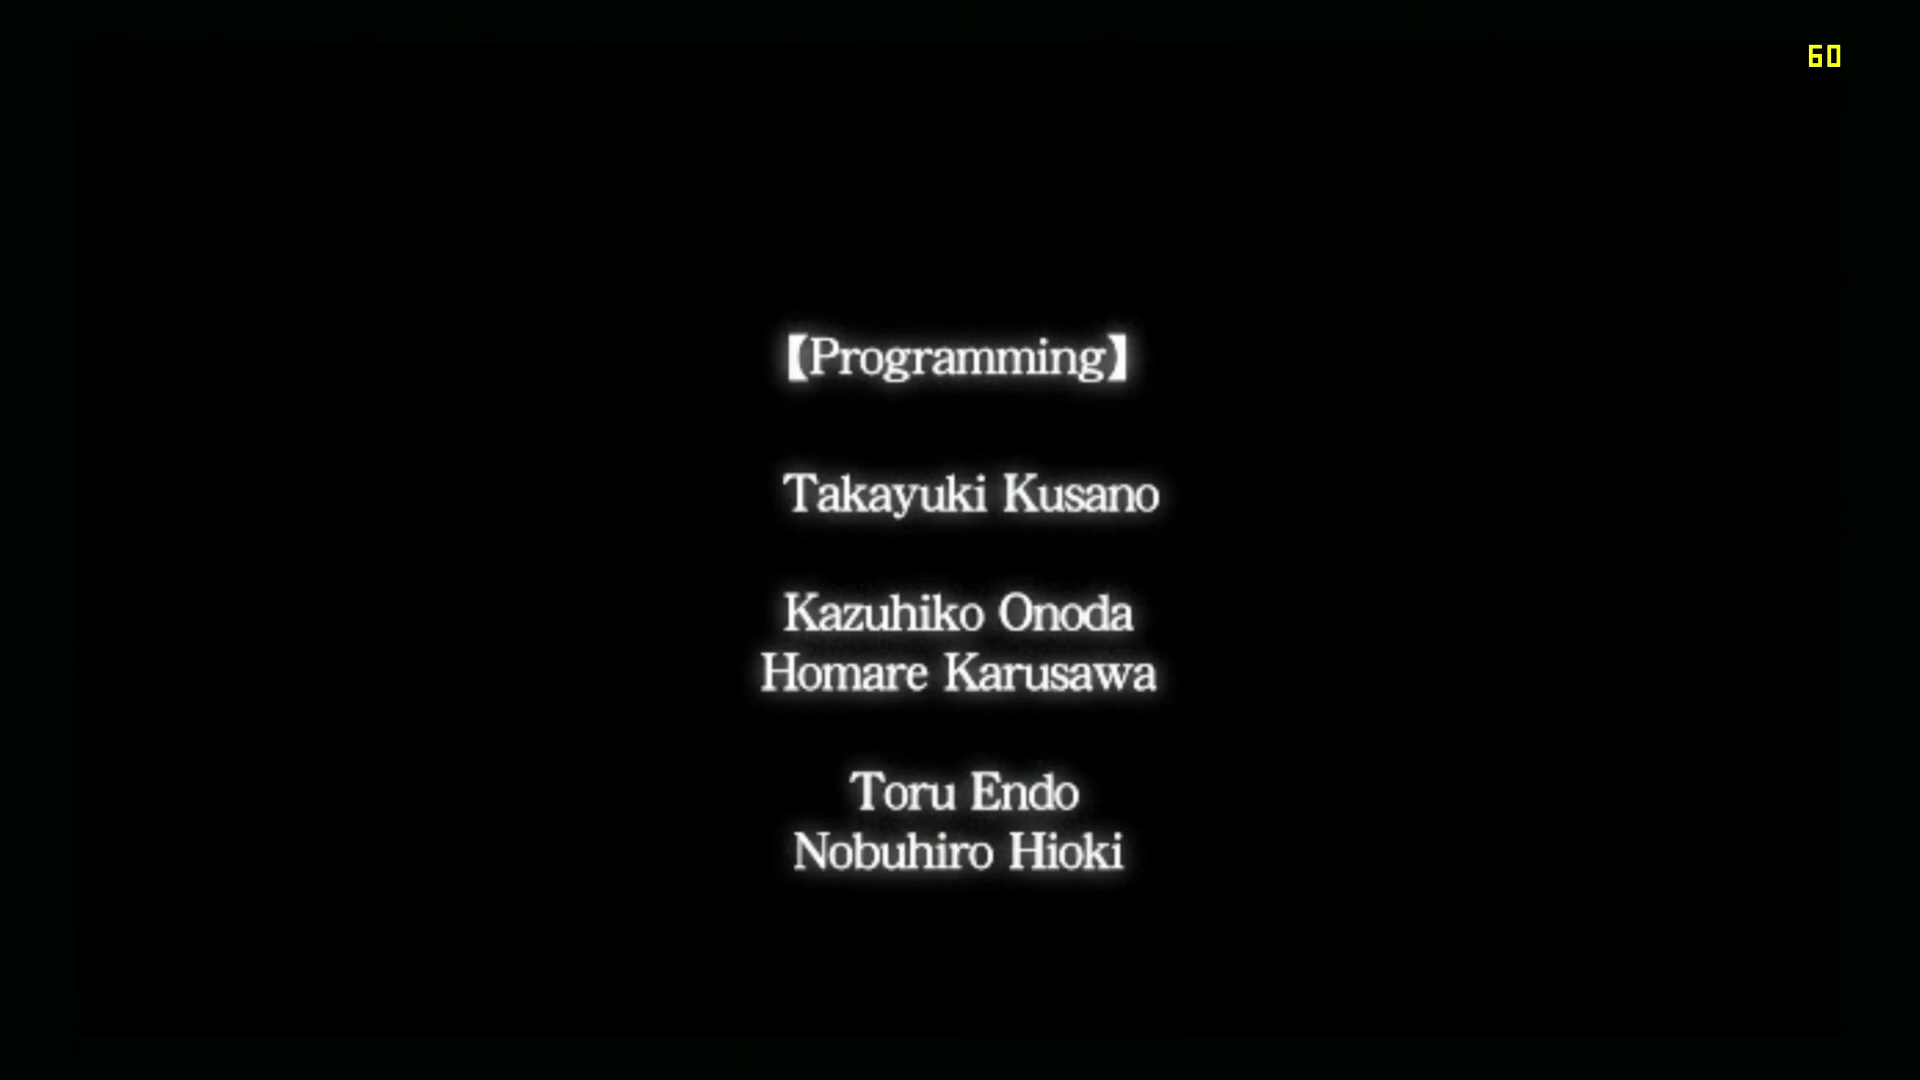 60
【Programming】
Takayuki Kusano
Kazuhiko Onoda
Homare Karusawa
Toru Endo
Nobuhiro Hioki